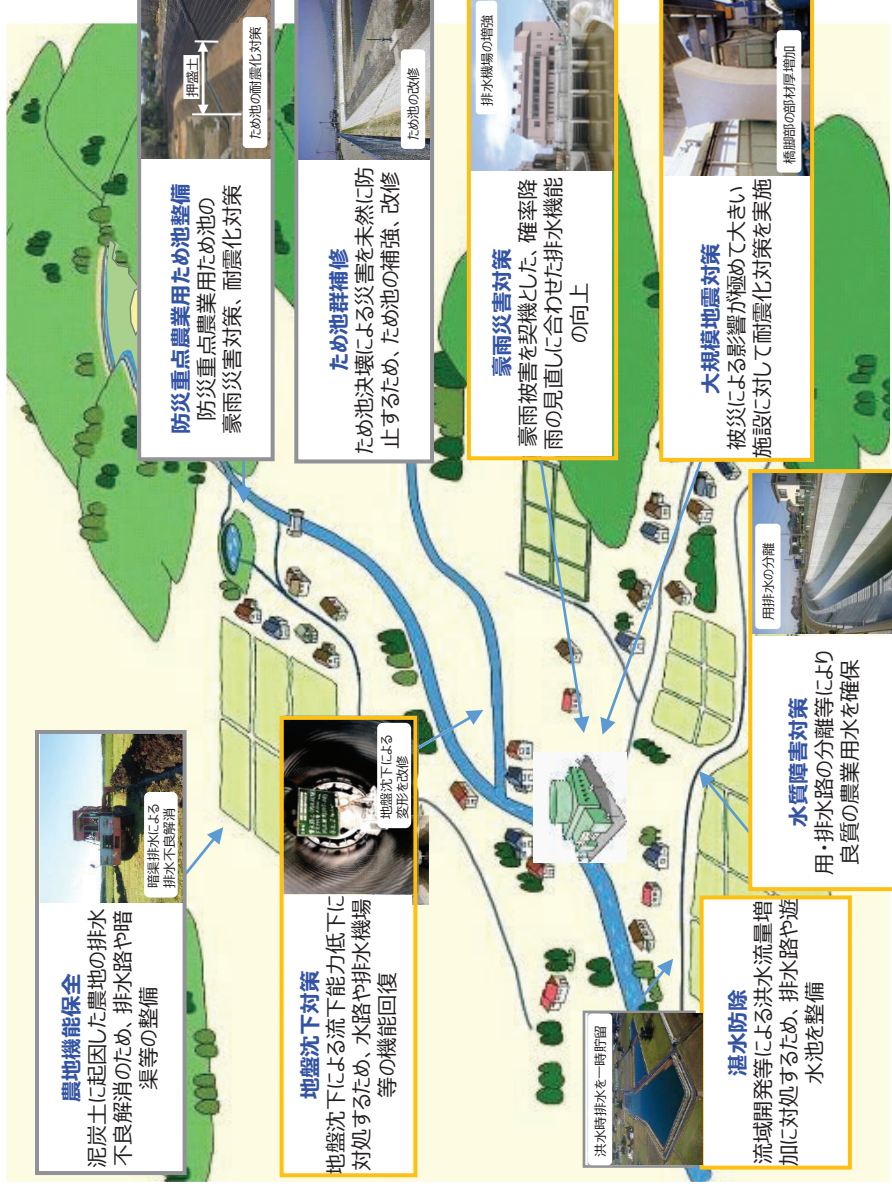 農地機能保全
泥炭土に起因した農地の排水
不良解消のため、排水路や暗
渠等の整備
暗渠排水による
排水不良解消
地盤沈下対策
地盤沈下による流下能力低下に
対処するため、水路や排水機場
等の機能回復
地盤沈下による
変形を改修
洪水時排水を一時貯留
湛水防除
流域開発等による洪水流量増
加に対処するため、排水路や遊
水池を整備
水質障害対策
用・排水路の分離等により
良質の農業用水を確保
用排水の分離
防災重点農業用ため池整備
防災重点農業用ため池の
豪雨災害対策、耐震化対策
押盛土
ため池の耐震化対策
ため池群補修
ため池決壊による災害を未然に防
止するため、ため池の補強、改修
ため池の改修
豪雨災害対策
豪雨被害を契機とした、確率降
雨の見直しに合わせた排水機能
の向上
排水機場の増強
大規模地震対策
被災による影響が極めて大きい
施設に対して耐震化対策を実施
橋脚部の部材厚増加